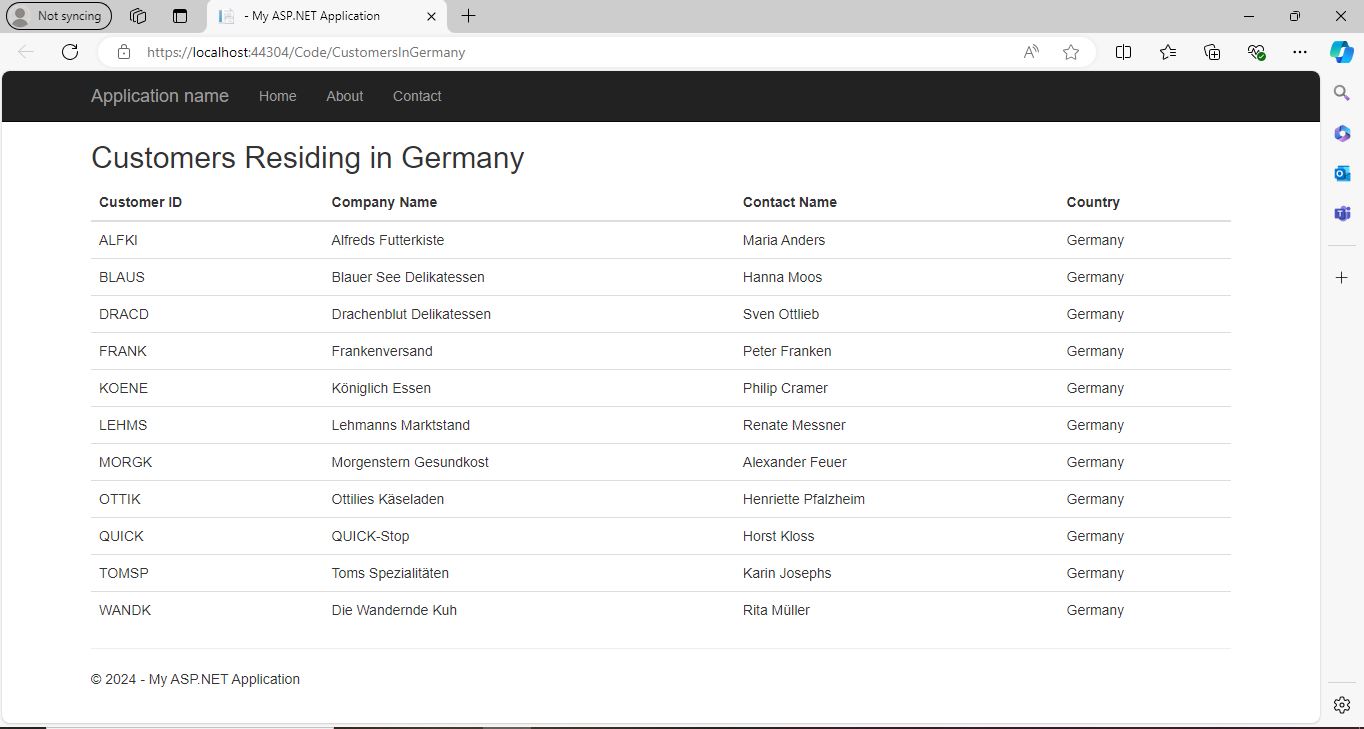 Not syncing
- My ASP.NET Application
https://localhost:44304/Code/CustomersInGermany
Application name Home About Contact
Customers Residing in Germany
Customer ID Company Name Contact Name Country
ALFKI Alfreds Futterkiste Maria Anders Germany
BLAUS Blauer See Delikatessen Hanna Moos Germany
DRACD Drachenblut Delikatessen Sven Ottlieb Germany
FRANK Frankenversand Peter Franken Germany
KOENE Königlich Essen Philip Cramer Germany
LEHMS Lehmanns Marktstand Renate Messner Germany
MORGK Morgenstern Gesundkost Alexander Feuer Germany
OTTIK Ottilies Käseladen Henriette Pfalzheim Germany
QUICK QUICK-Stop Horst Kloss Germany
TOMSP Toms Spezialitäten Karin Josephs Germany
WANDK Die Wandernde Kuh Rita Müller Germany
© 2024 - My ASP.NET Application